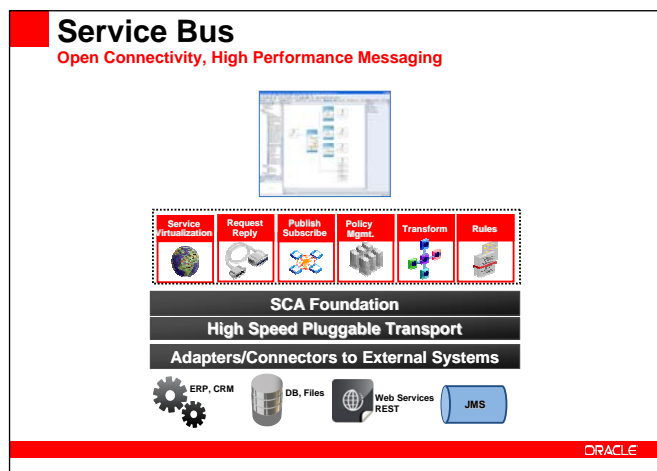 Service Bus
Open Connectivity, High Performance Messaging
Service
Virtualization
Request
Reply
Publish
Subscribe
Policy
Mgmt.
Transform
Rules
SCA Foundation
High Speed Pluggable Transport
Adapters/Connectors to External Systems
ERP, CRM
DB, Files
Web Services
REST
JMS
ORACLE